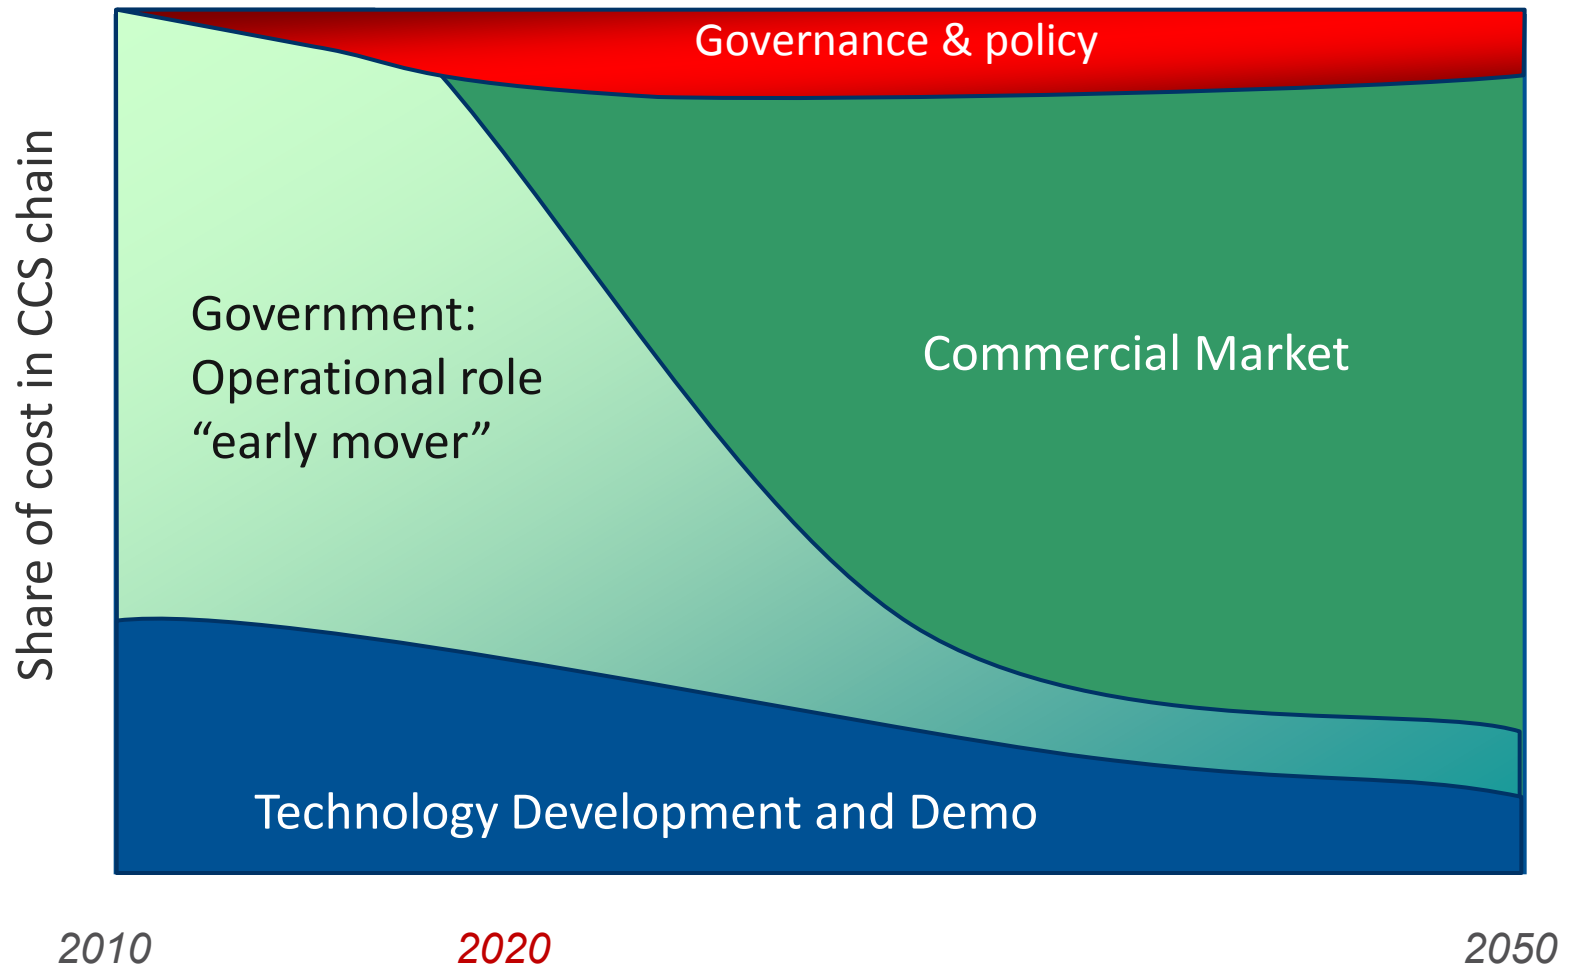 Governance & policy
Share of cost in CCS chain
Government:
Operational role
“early mover”
Commercial Market
Technology Development and Demo
2010
2020
2050